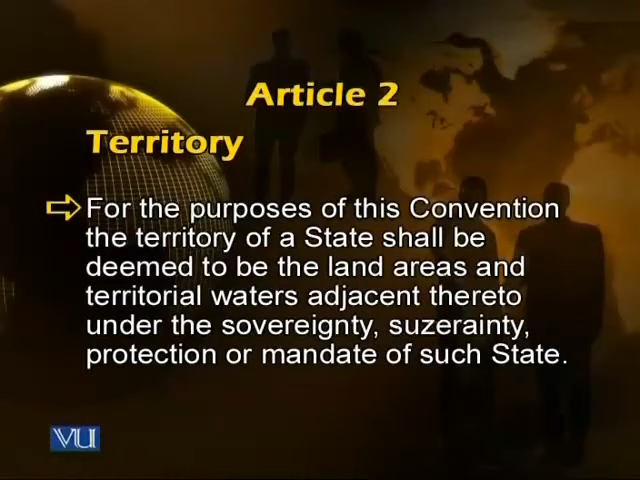 Article 2
Territory
For the purposes of this Convention
the territory of a State shall be
deemed to be the land areas and
territorial waters adjacent thereto
under the sovereignty, suzerainty,
protection or mandate of such State.
VU